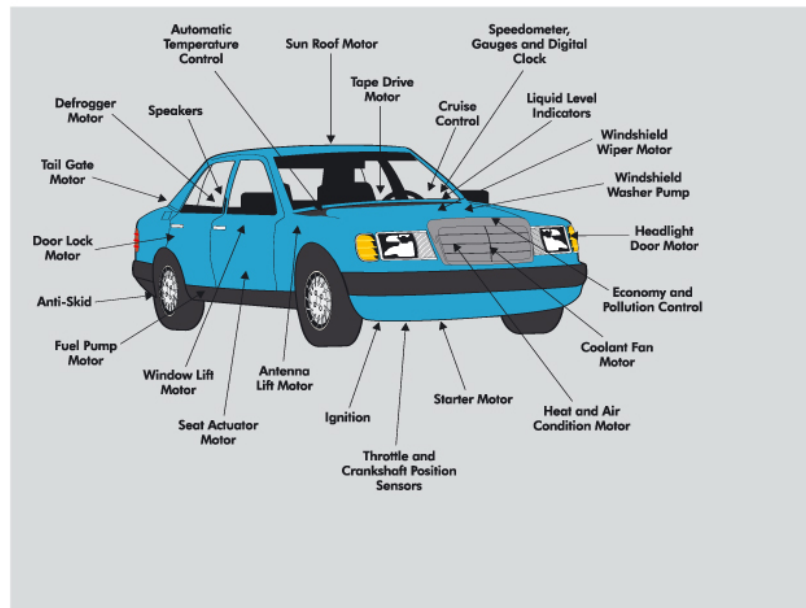 Automatic
Temperature
Control
Sun Roof Motor
Speedometer,
Gauges and Digital
Clock
Tape Drive
Motor
Cruise
Control
Liquid Level
Indicators
Defrogger
Motor
Speakers
Windshield
Wiper Motor
Tail Gate
Motor
Windshield
Washer Pump
Door Lock
Motor
Headlight
Door Motor
Anti-Skid
Economy and
Pollution Control
Fuel Pump
Motor
Window Lift
Motor
Antenna
Lift Motor
Coolant Fan
Motor
Seat Actuator
Motor
Ignition
Starter Motor
Heat and Air
Condition Motor
Throttle and
Crankshaft Position
Sensors